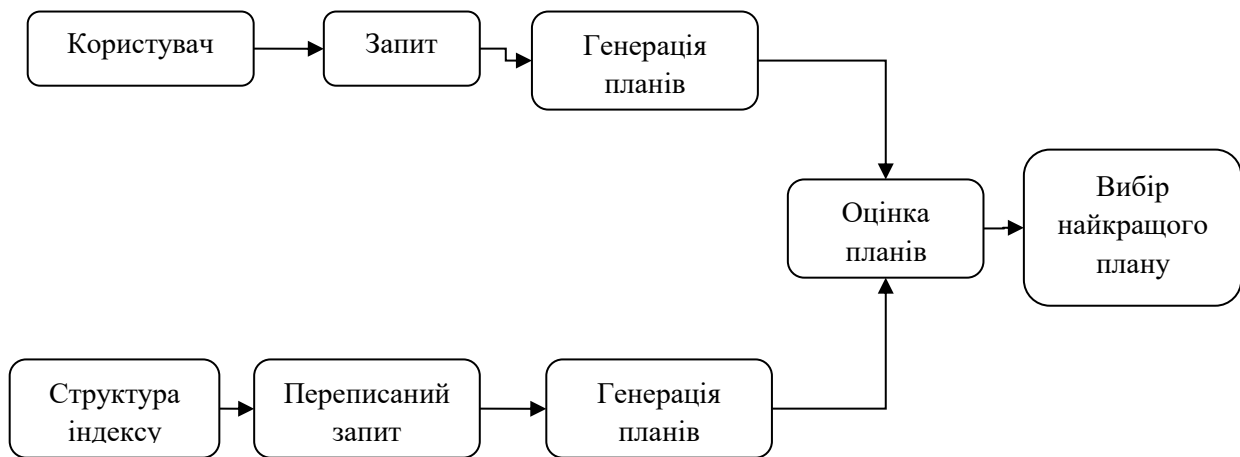 Користувач
Запит
Генерація
планів
Оцінка
планів
Вибір
найкращого
плану
Структура
індексу
Переписаний
запит
Генерація
планів